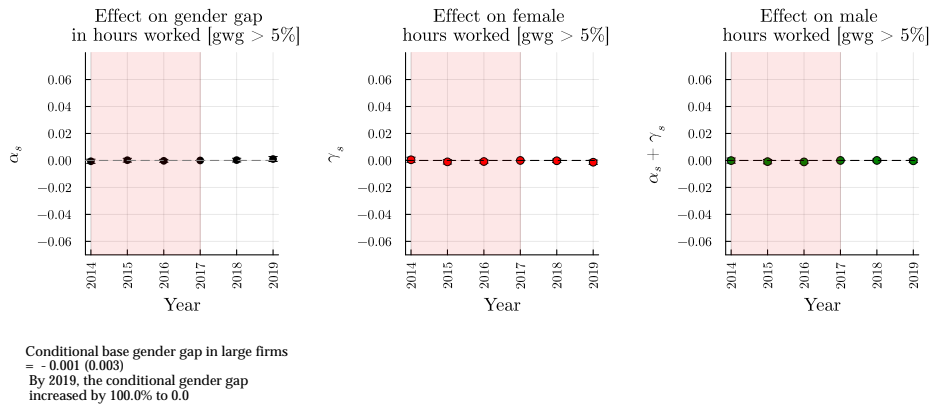 Effect on gender gap
in hours worked [gwg > 5%]
0.06
0.04
0.02
0.00
−0.02
−0.04
−0.06
α_s
2014
2015
2016
2017
2018
2019
Year
Effect on female
hours worked [gwg > 5%]
0.06
0.04
0.02
0.00
−0.02
−0.04
−0.06
γ_s
2014
2015
2016
2017
2018
2019
Year
Effect on male
hours worked [gwg > 5%]
0.06
0.04
0.02
0.00
−0.02
−0.04
−0.06
α_s + γ_s
2014
2015
2016
2017
2018
2019
Year
Conditional base gender gap in large firms
= - 0.001 (0.003)
By 2019, the conditional gender gap
increased by 100.0% to 0.0